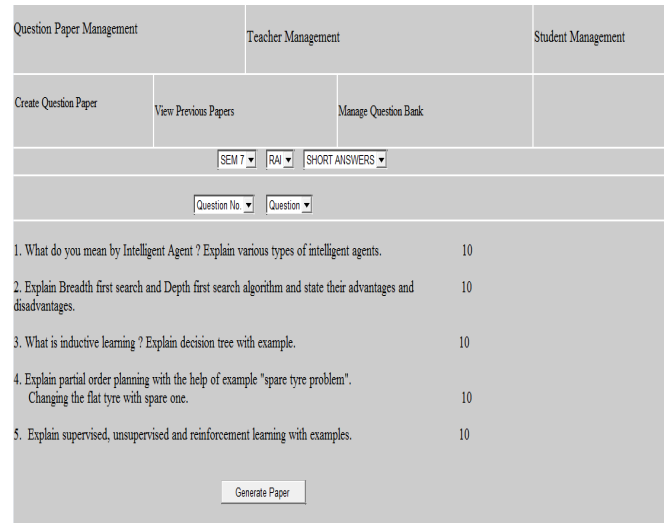 Question Paper Management Teacher Management Student Management
Create Question Paper View Previous Papers Manage Question Bank
SEM 7 RAI SHORT ANSWERS
Question No. Question
1. What do you mean by Intelligent Agent ? Explain various types of intelligent agents. 10
2. Explain Breadth first search and Depth first search algorithm and state their advantages and 10
disadvantages.
3. What is inductive learning ? Explain decision tree with example. 10
4. Explain partial order planning with the help of example "spare tyre problem".
Changing the flat tyre with spare one. 10
5. Explain supervised, unsupervised and reinforcement learning with examples. 10
Generate Paper